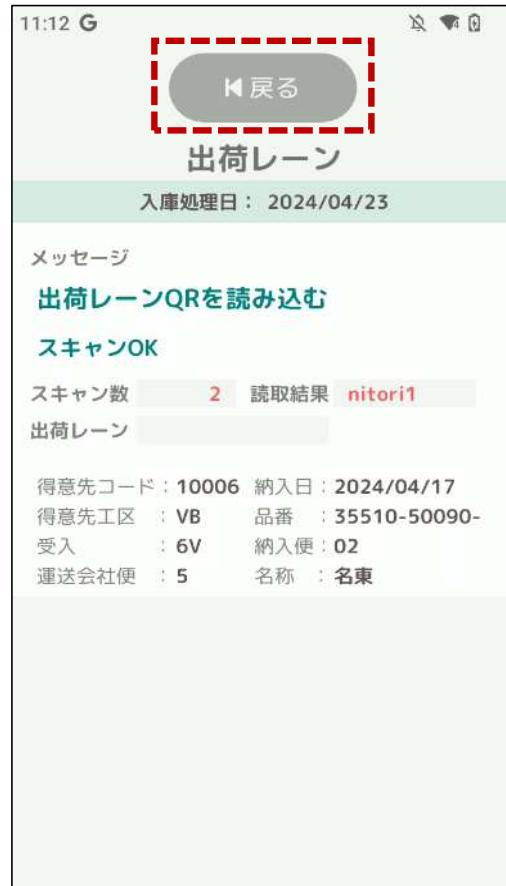 11:12 G
戻る
出荷レーン
入庫処理日： 2024/04/23
メッセージ
出荷レーンQRを読み込む
スキャンOK
スキャン数 2 読取結果 nitori1
出荷レーン
得意先コード：10006 納入日：2024/04/17
得意先工区 ：VB 品番 ：35510-50090-
受入 ：6V 納入便：02
運送会社便 ：5 名称 ：名東